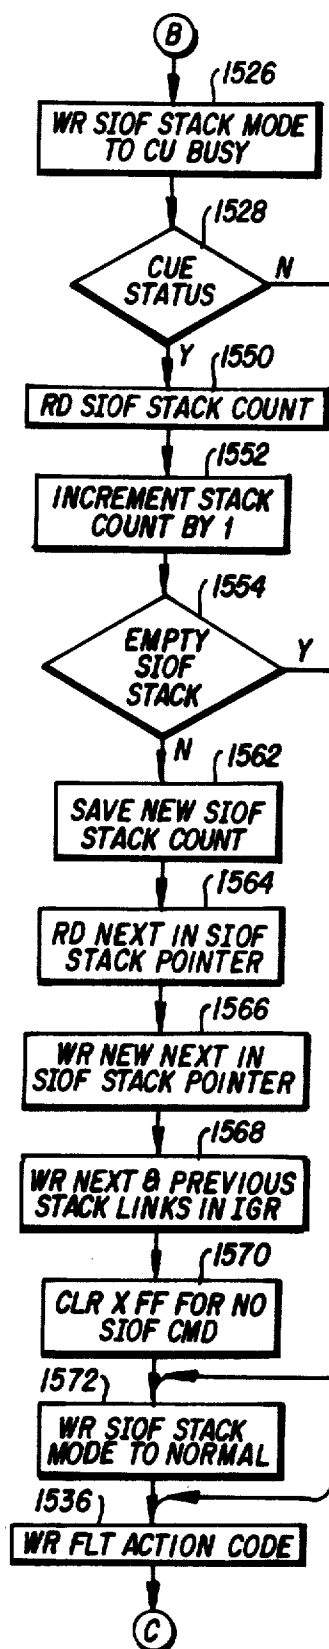 B
1526
WR SIOF STACK MODE
TO CU BUSY
1528
CUE
STATUS
N
Y
1550
RD SIOF STACK COUNT
1552
INCREMENT STACK
COUNT BY 1
1554
EMPTY
SIOF
STACK
Y
N
1562
SAVE NEW SIOF
STACK COUNT
1564
RD NEXT IN SIOF
STACK POINTER
1566
WR NEW NEXT IN
SIOF STACK POINTER
1568
WR NEXT & PREVIOUS
STACK LINKS IN IGR
1570
CLR X FF FOR NO
SIOF CMD
1572
WR SIOF STACK
MODE TO NORMAL
1536
WR FLT ACTION CODE
C